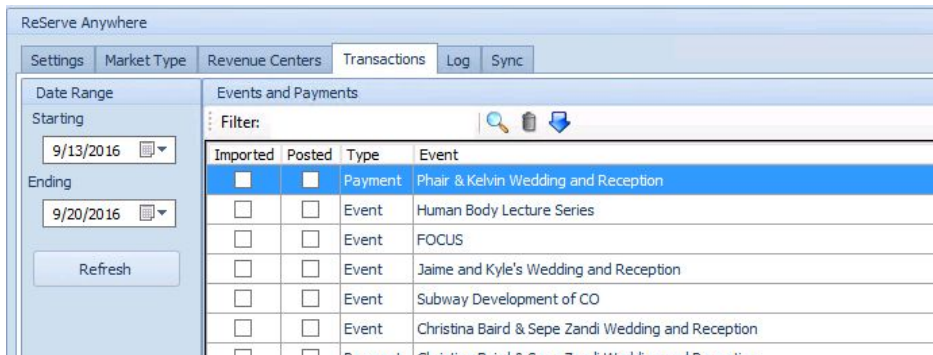 ReServe Anywhere
Settings Market Type Revenue Centers Transactions Log Sync
Date Range
Starting
9/13/2016
Ending
9/20/2016
Refresh
Events and Payments
Filter:
Imported Posted Type Event
Payment Phair & Kelvin Wedding and Reception
Event Human Body Lecture Series
Event FOCUS
Event Jaime and Kyle's Wedding and Reception
Event Subway Development of CO
Event Christina Baird & Sepe Zandi Wedding and Reception